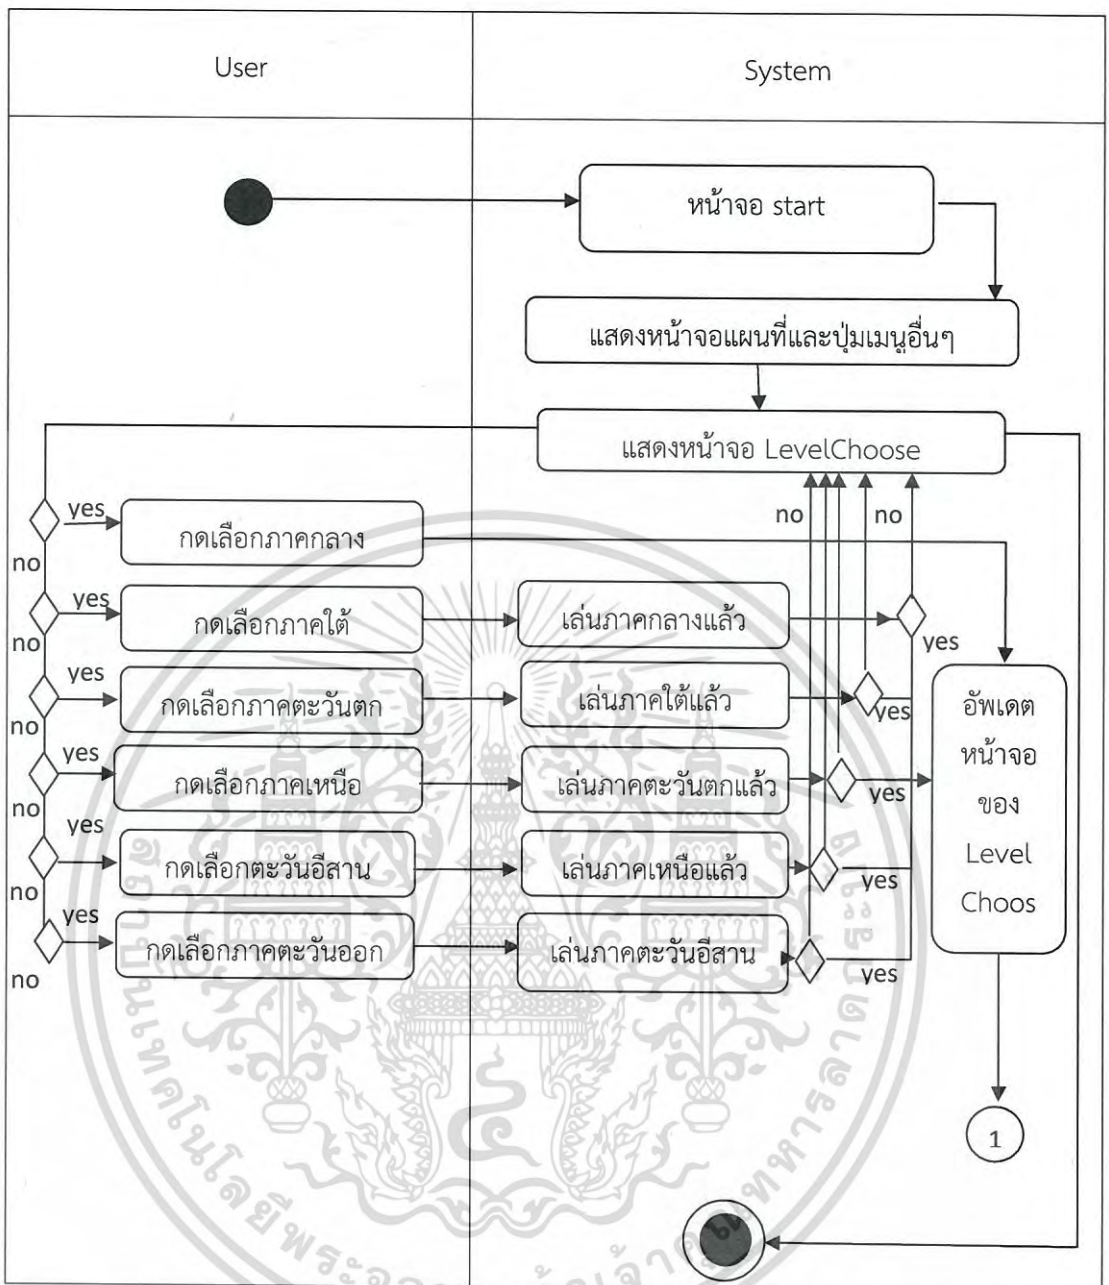 User
System
หน้าจอ start
แสดงหน้าจอแผนที่และปุ่มเมนูอื่นๆ
แสดงหน้าจอ LevelChoose
yes
กดเลือกภาคกลาง
no
no
no
yes
กดเลือกภาคใต้
เล่นภาคกลางแล้ว
yes
no
yes
กดเลือกภาคตะวันตก
เล่นภาคใต้แล้ว
yes
no
yes
กดเลือกภาคเหนือ
เล่นภาคตะวันตกแล้ว
yes
no
yes
กดเลือกตะวันอีสาน
เล่นภาคเหนือแล้ว
yes
no
yes
กดเลือกภาคตะวันออก
เล่นภาคตะวันอีสาน
yes
no
อัพเดต
หน้าจอ
ของ
Level
Choos
1